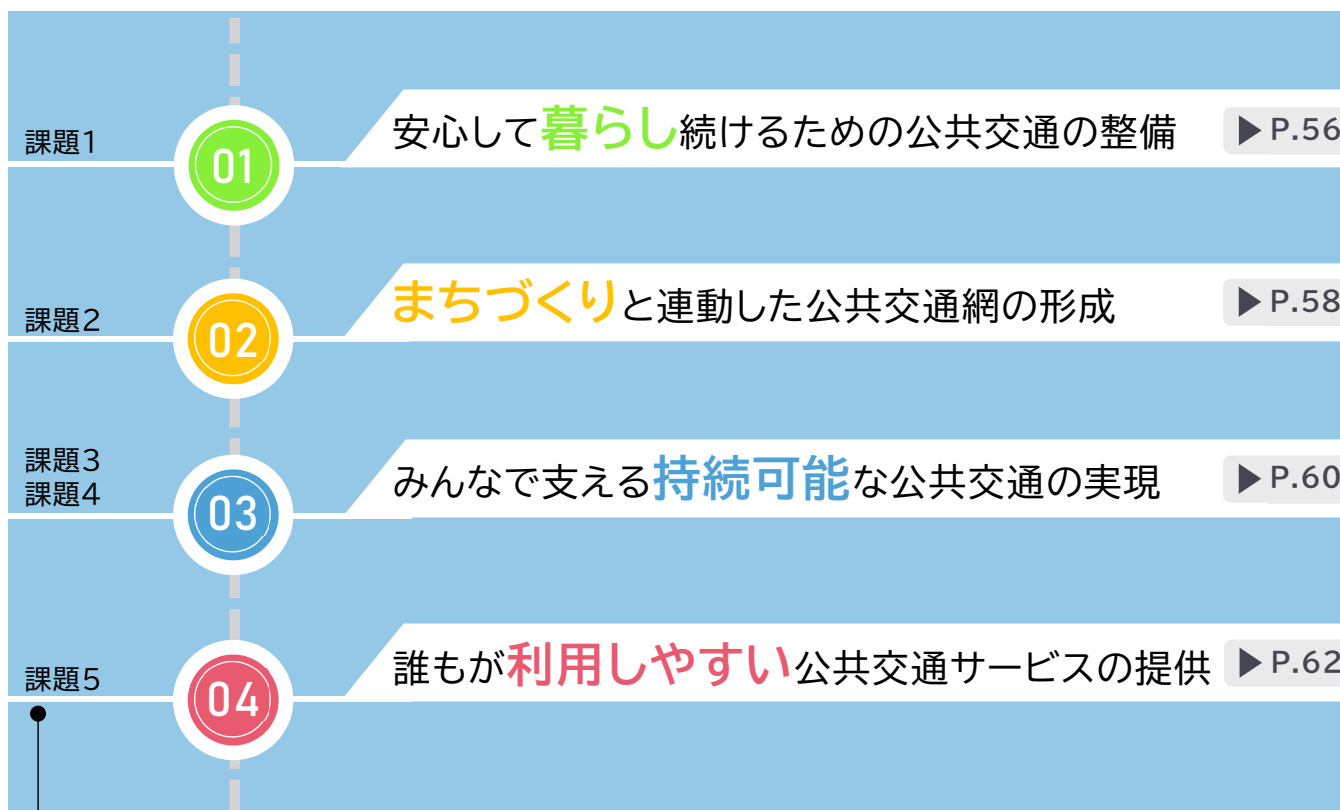 課題1
01
安心して暮らし続けるための公共交通の整備
▶P.56
課題2
02
まちづくりと連動した公共交通網の形成
▶P.58
課題3
課題4
03
みんなで支える持続可能な公共交通の実現
▶P.60
課題5
04
誰もが利用しやすい公共交通サービスの提供
▶P.62